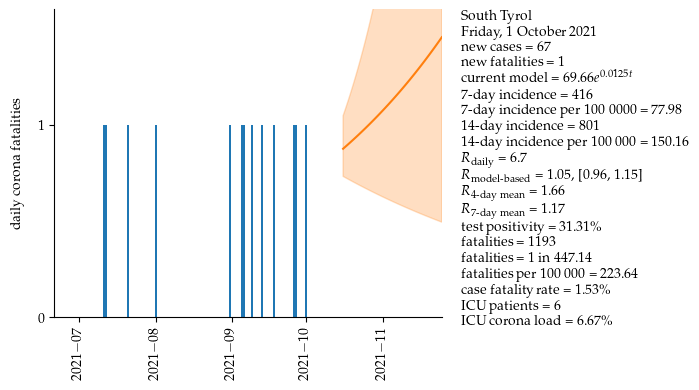 South Tyrol
Friday, 1 October 2021
new cases = 67
new fatalities = 1
current model = 69.66e^0.0125t
7-day incidence = 416
7-day incidence per 100 0000 = 77.98
14-day incidence = 801
14-day incidence per 100 000 = 150.16
R_daily = 6.7
R_model-based = 1.05, [0.96, 1.15]
R_4-day mean = 1.66
R_7-day mean = 1.17
test positivity = 31.31%
fatalities = 1193
fatalities = 1 in 447.14
fatalities per 100 000 = 223.64
case fatality rate = 1.53%
ICU patients = 6
ICU corona load = 6.67%
daily corona fatalities
1
0
2021−07
2021−08
2021−09
2021−10
2021−11